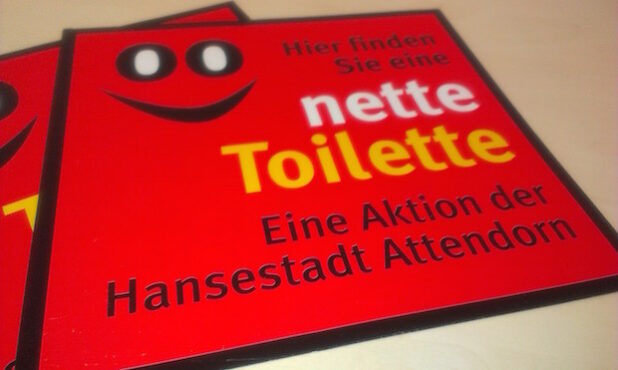 Hier finden
Sie eine
nette
Toilette
Eine Aktion der
Hansestadt Attendorn
T